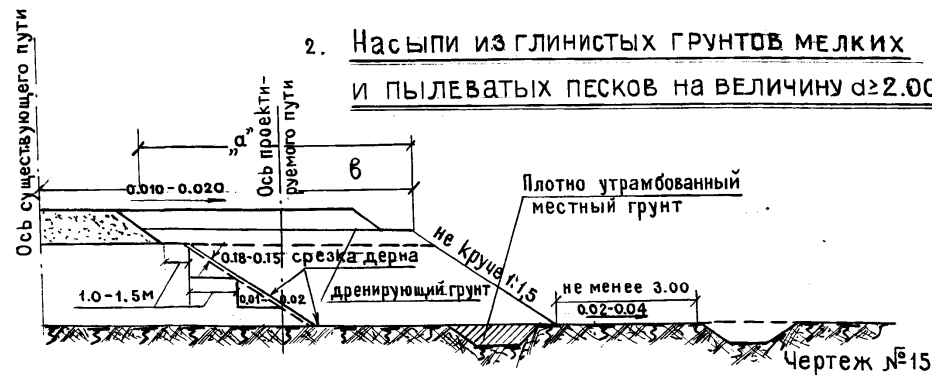 2. Насыпи из глинистых грунтов мелких
и пылеватых песков на величину d≥2.00
Ось существующего пути
„а"
Ось проекти-
руемого пути
в
0.010-0.020
Плотно утрамбованный
местный грунт
не круче 1:1,5
0.18-0.15 срезка дерна
1.0-1.5м
0.01-0.02
дренирующий грунт
не менее 3.00
0.02-0.04
Чертеж №15